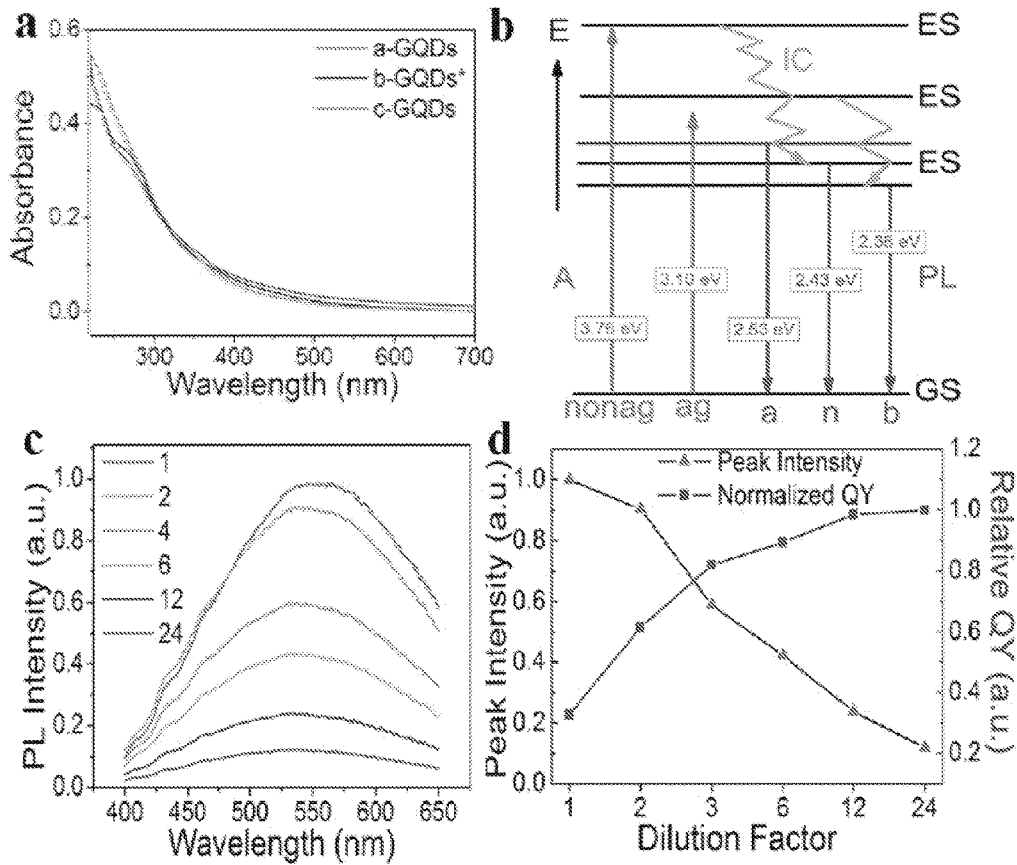 a
0.6
0.4
0.2
0.0
Absorbance
a-GQDs
b-GQDs*
c-GQDs
300
400
500
600
700
Wavelength (nm)
b
E
ES
IC
ES
ES
A
3.76 eV
3.10 eV
2.53 eV
2.43 eV
2.38 eV
PL
GS
nonag
ag
a
n
b
c
1.0
0.8
0.6
0.4
0.2
0.0
PL Intensity (a.u.)
1
2
4
6
12
24
400
450
500
550
600
650
Wavelength (nm)
d
1.0
0.8
0.6
0.4
0.2
0.0
Peak Intensity (a.u.)
Peak Intensity
Normalized QY
1.2
1.0
0.8
0.6
0.4
0.2
Relative QY (a.u.)
1
2
3
6
12
24
Dilution Factor